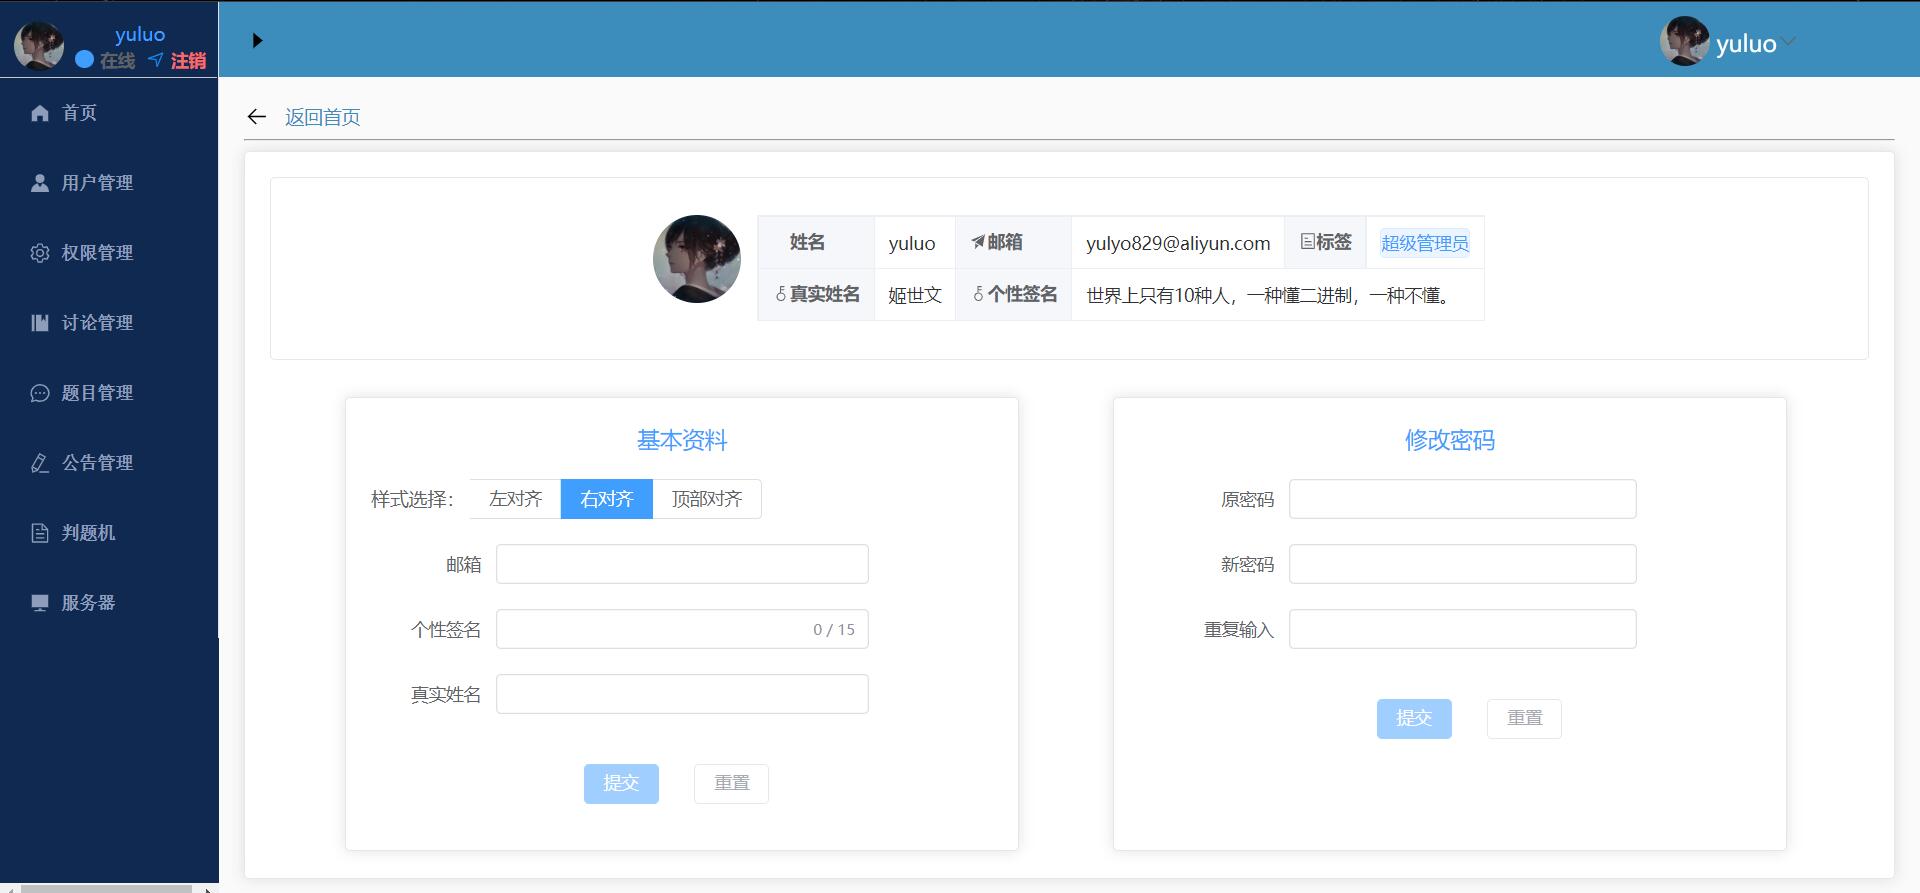 yuluo
在线 注销
yuluo
首页
用户管理
权限管理
讨论管理
题目管理
公告管理
判题机
服务器
返回首页
姓名 yuluo 邮箱 yulyo829@aliyun.com 标签 超级管理员
真实姓名 姬世文 个性签名 世界上只有10种人，一种懂二进制，一种不懂。
基本资料
样式选择： 左对齐 右对齐 顶部对齐
邮箱
个性签名 0 / 15
真实姓名
提交 重置
修改密码
原密码
新密码
重复输入
提交 重置